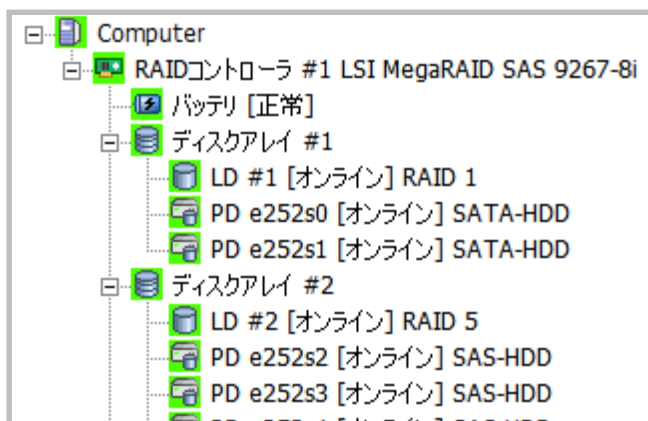 Computer
RAIDコントローラ #1 LSI MegaRAID SAS 9267-8i
バッテリ [正常]
ディスクアレイ #1
LD #1 [オンライン] RAID 1
PD e252s0 [オンライン] SATA-HDD
PD e252s1 [オンライン] SATA-HDD
ディスクアレイ #2
LD #2 [オンライン] RAID 5
PD e252s2 [オンライン] SAS-HDD
PD e252s3 [オンライン] SAS-HDD